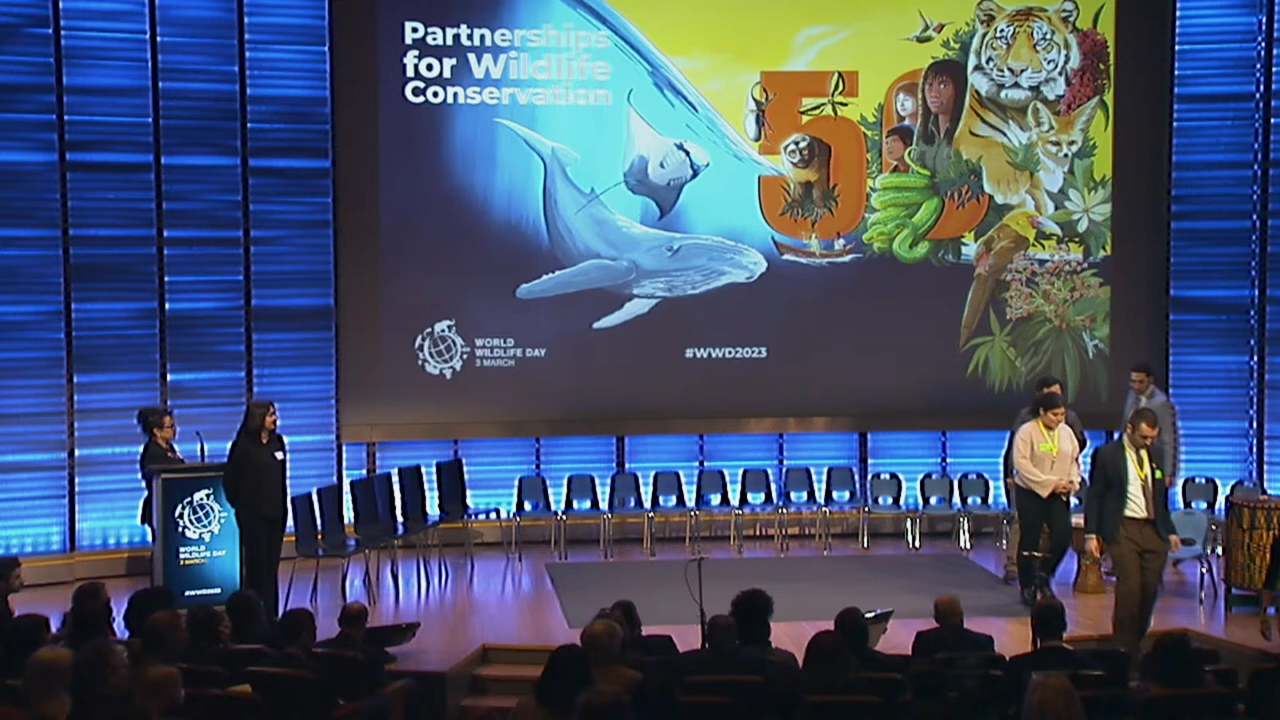 Partnerships
for Wildlife
Conservation
50
WORLD
WILDLIFE DAY
3 MARCH
#WWD2023
WORLD
WILDLIFE DAY
3 MARCH
#WWD2023